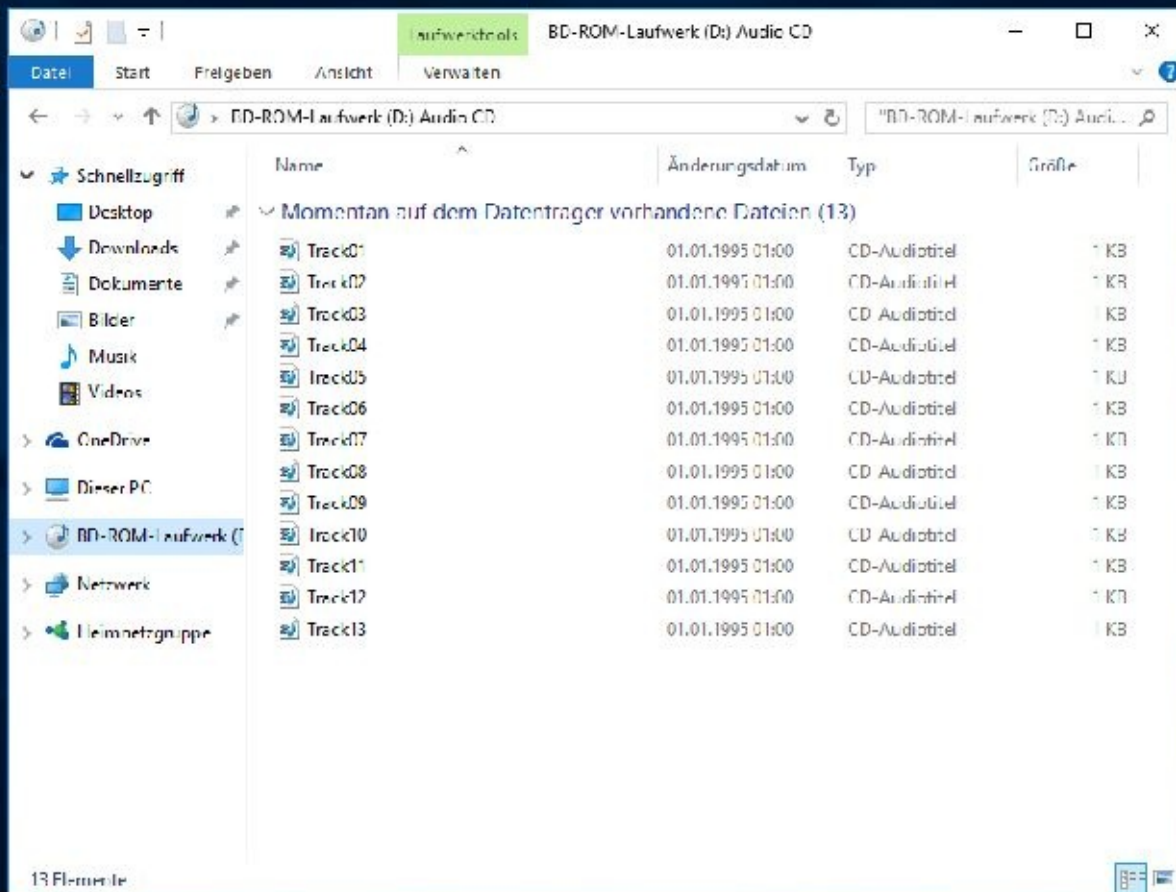 Laufwerktools BD-ROM-Laufwerk (D:) Audio CD
Datei Start Freigeben Ansicht Verwalten
BD-ROM-Laufwerk (D:) Audio CD "BD-ROM-Laufwerk (D:) Audi...
Name Änderungsdatum Typ Größe
Schnellzugriff
Desktop
Downloads
Dokumente
Bilder
Musik
Videos
OneDrive
Dieser PC
BD-ROM-Laufwerk (
Netzwerk
Heimnetzgruppe
Momentan auf dem Datenträger vorhandene Dateien (13)
Track01 01.01.1995 01:00 CD-Audiotitel 1 KB
Track02 01.01.1995 01:00 CD-Audiotitel 1 KB
Track03 01.01.1995 01:00 CD-Audiotitel 1 KB
Track04 01.01.1995 01:00 CD-Audiotitel 1 KB
Track05 01.01.1995 01:00 CD-Audiotitel 1 KB
Track06 01.01.1995 01:00 CD-Audiotitel 1 KB
Track07 01.01.1995 01:00 CD-Audiotitel 1 KB
Track08 01.01.1995 01:00 CD-Audiotitel 1 KB
Track09 01.01.1995 01:00 CD-Audiotitel 1 KB
Track10 01.01.1995 01:00 CD-Audiotitel 1 KB
Track11 01.01.1995 01:00 CD-Audiotitel 1 KB
Track12 01.01.1995 01:00 CD-Audiotitel 1 KB
Track13 01.01.1995 01:00 CD-Audiotitel 1 KB
13 Elemente